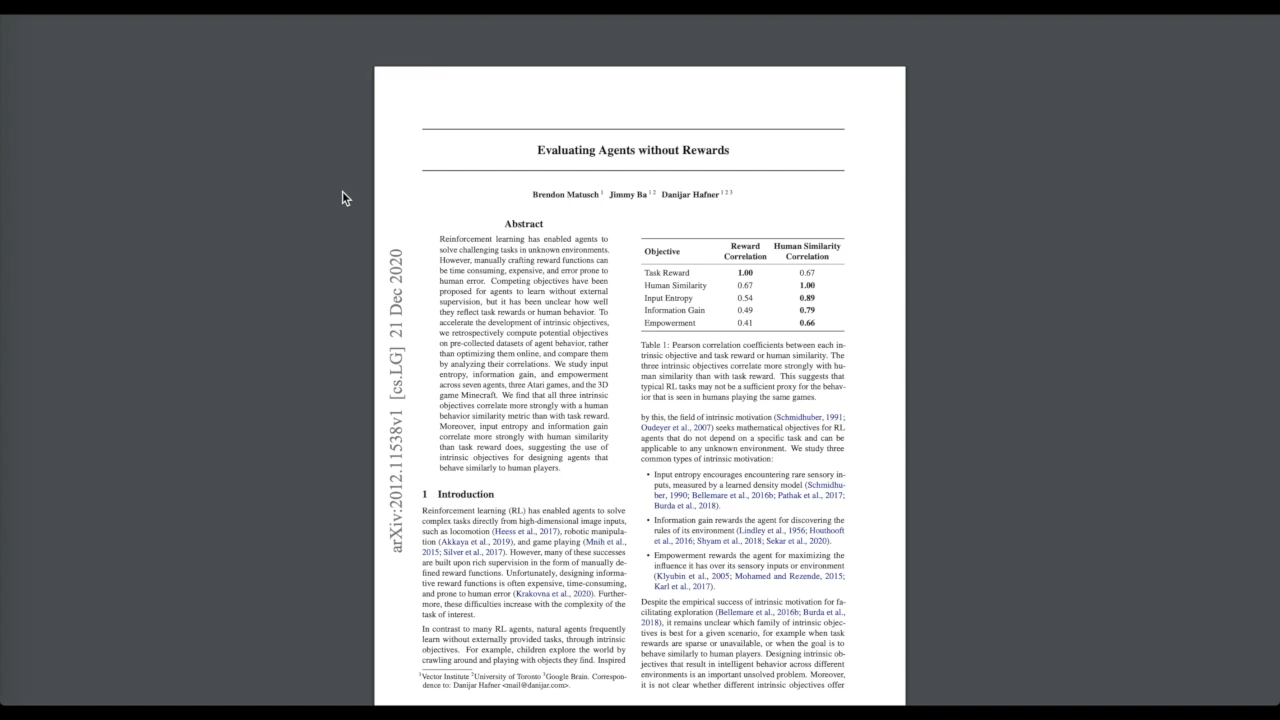 Evaluating Agents without Rewards
Brendon Matusch 1 Jimmy Ba 1 2 Danijar Hafner 1 2 3
arXiv:2012.11538v1 [cs.LG] 21 Dec 2020
Abstract
Reinforcement learning has enabled agents to
solve challenging tasks in unknown environments.
However, manually crafting reward functions can
be time consuming, expensive, and error prone to
human error. Competing objectives have been
proposed for agents to learn without external
supervision, but it has been unclear how well
they reflect task rewards or human behavior. To
accelerate the development of intrinsic objectives,
we retrospectively compute potential objectives
on pre-collected datasets of agent behavior, rather
than optimizing them online, and compare them
by analyzing their correlations. We study input
entropy, information gain, and empowerment
across seven agents, three Atari games, and the 3D
game Minecraft. We find that all three intrinsic
objectives correlate more strongly with a human
behavior similarity metric than with task reward.
Moreover, input entropy and information gain
correlate more strongly with human similarity
than task reward does, suggesting the use of
intrinsic objectives for designing agents that
behave similarly to human players.
1 Introduction
Reinforcement learning (RL) has enabled agents to solve
complex tasks directly from high-dimensional image inputs,
such as locomotion (Heess et al., 2017), robotic manipula-
tion (Akkaya et al., 2019), and game playing (Mnih et al.,
2015; Silver et al., 2017). However, many of these successes
are built upon rich supervision in the form of manually de-
fined reward functions. Unfortunately, designing informa-
tive reward functions is often expensive, time-consuming,
and prone to human error (Krakovna et al., 2020). Further-
more, these difficulties increase with the complexity of the
task of interest.
In contrast to many RL agents, natural agents frequently
learn without externally provided tasks, through intrinsic
objectives. For example, children explore the world by
crawling around and playing with objects they find. Inspired
1Vector Institute 2University of Toronto 3Google Brain. Correspon-
dence to: Danijar Hafner <mail@danijar.com>.
Objective Reward Correlation Human Similarity Correlation
Task Reward 1.00 0.67
Human Similarity 0.67 1.00
Input Entropy 0.54 0.89
Information Gain 0.49 0.79
Empowerment 0.41 0.66
Table 1: Pearson correlation coefficients between each in-
trinsic objective and task reward or human similarity. The
three intrinsic objectives correlate more strongly with hu-
man similarity than with task reward. This suggests that
typical RL tasks may not be a sufficient proxy for the behav-
ior that is seen in humans playing the same games.
by this, the field of intrinsic motivation (Schmidhuber, 1991;
Oudeyer et al., 2007) seeks mathematical objectives for RL
agents that do not depend on a specific task and can be
applicable to any unknown environment. We study three
common types of intrinsic motivation:
• Input entropy encourages encountering rare sensory in-
puts, measured by a learned density model (Schmidhu-
ber, 1990; Bellemare et al., 2016b; Pathak et al., 2017;
Burda et al., 2018).
• Information gain rewards the agent for discovering the
rules of its environment (Lindley et al., 1956; Houthooft
et al., 2016; Shyam et al., 2018; Sekar et al., 2020).
• Empowerment rewards the agent for maximizing the
influence it has over its sensory inputs or environment
(Klyubin et al., 2005; Mohamed and Rezende, 2015;
Karl et al., 2017).
Despite the empirical success of intrinsic motivation for fa-
cilitating exploration (Bellemare et al., 2016b; Burda et al.,
2018), it remains unclear which family of intrinsic objec-
tives is best for a given scenario, for example when task
rewards are sparse or unavailable, or when the goal is to
behave similarly to human players. Designing intrinsic ob-
jectives that result in intelligent behavior across different
environments is an important unsolved problem. Moreover,
it is not clear whether different intrinsic objectives offer